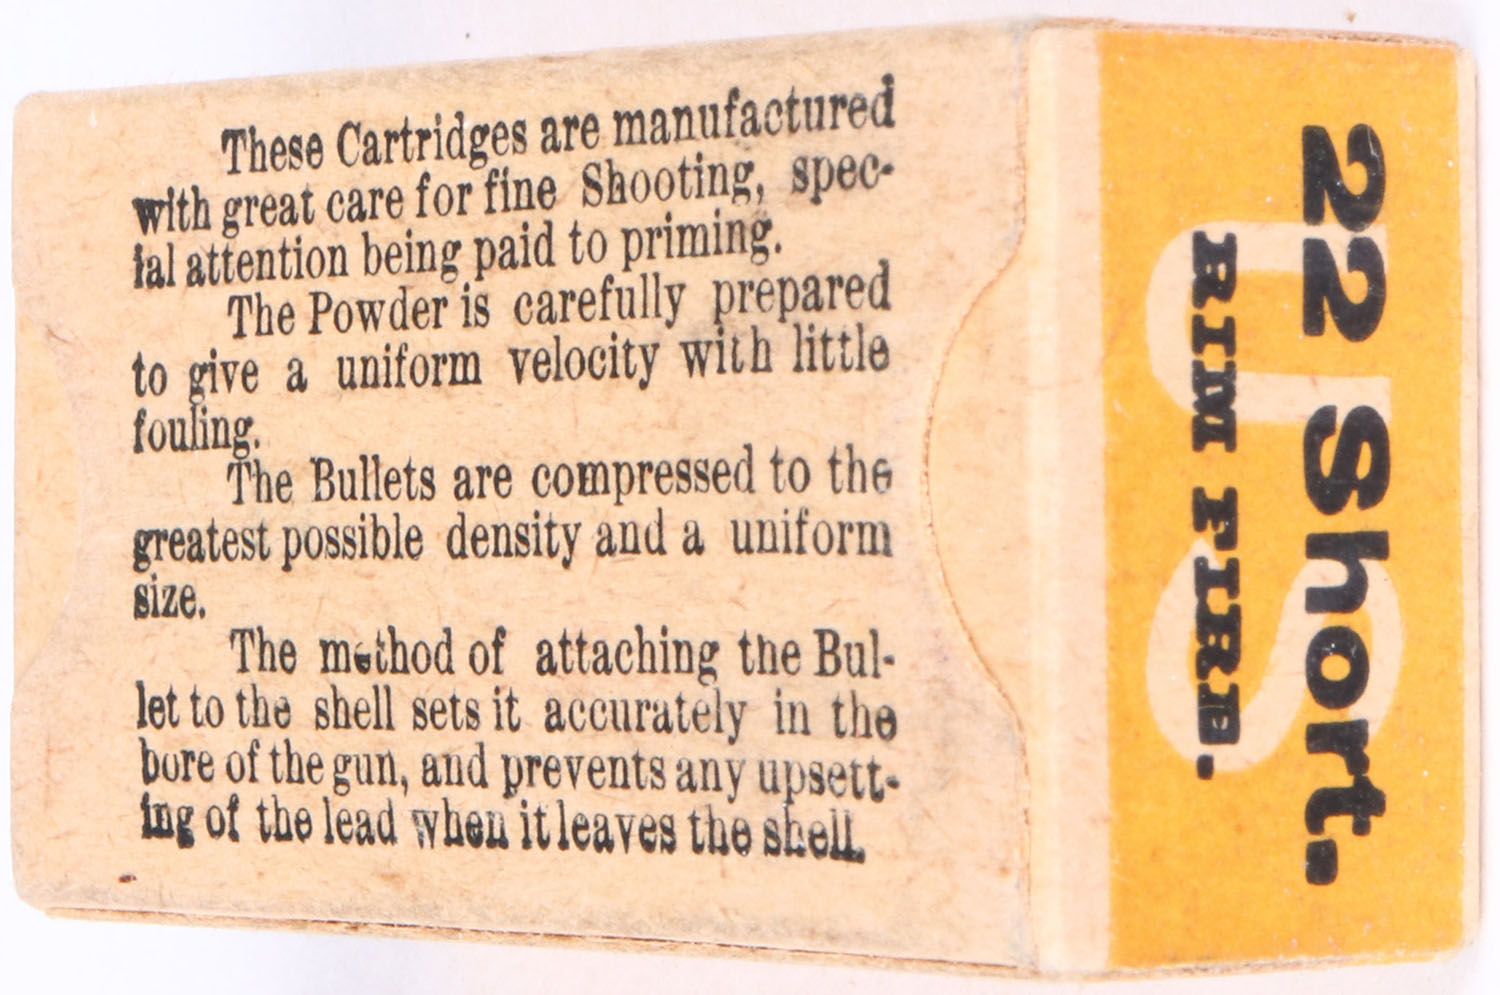 These Cartridges are manufactured
with great care for fine Shooting, spec-
ial attention being paid to priming.
The Powder is carefully prepared
to give a uniform velocity with little
fouling.
The Bullets are compressed to the
greatest possible density and a uniform
size.
The method of attaching the Bul-
let to the shell sets it accurately in the
bore of the gun, and prevents any upsett-
ing of the lead when it leaves the shell.
22 Short.
RIM FIRE.
US